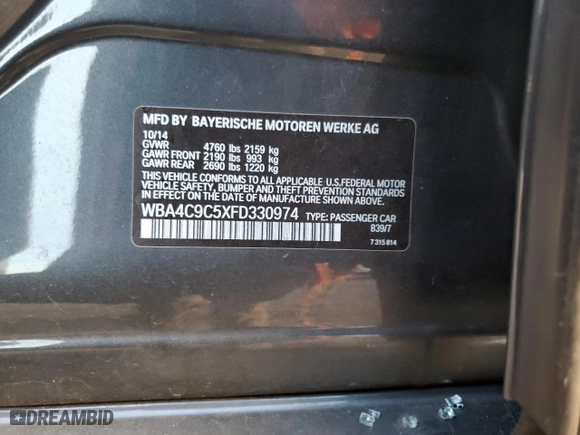 MFD BY BAYERISCHE MOTOREN WERKE AG
10/14
GVWR 4760 lbs 2159 kg
GAWR FRONT 2190 lbs 993 kg
GAWR REAR 2690 lbs 1220 kg
THIS VEHICLE CONFORMS TO ALL APPLICABLE U.S.FEDERAL MOTOR
VEHICLE SAFETY, BUMPER AND THEFT PREVENTION STANDARDS
IN EFFECT ON THE DATE OF MANUFACTURE SHOWN ABOVE.
WBA4C9C5XFD330974 TYPE: PASSENGER CAR
B39/7
7 315 814
DREAMBID